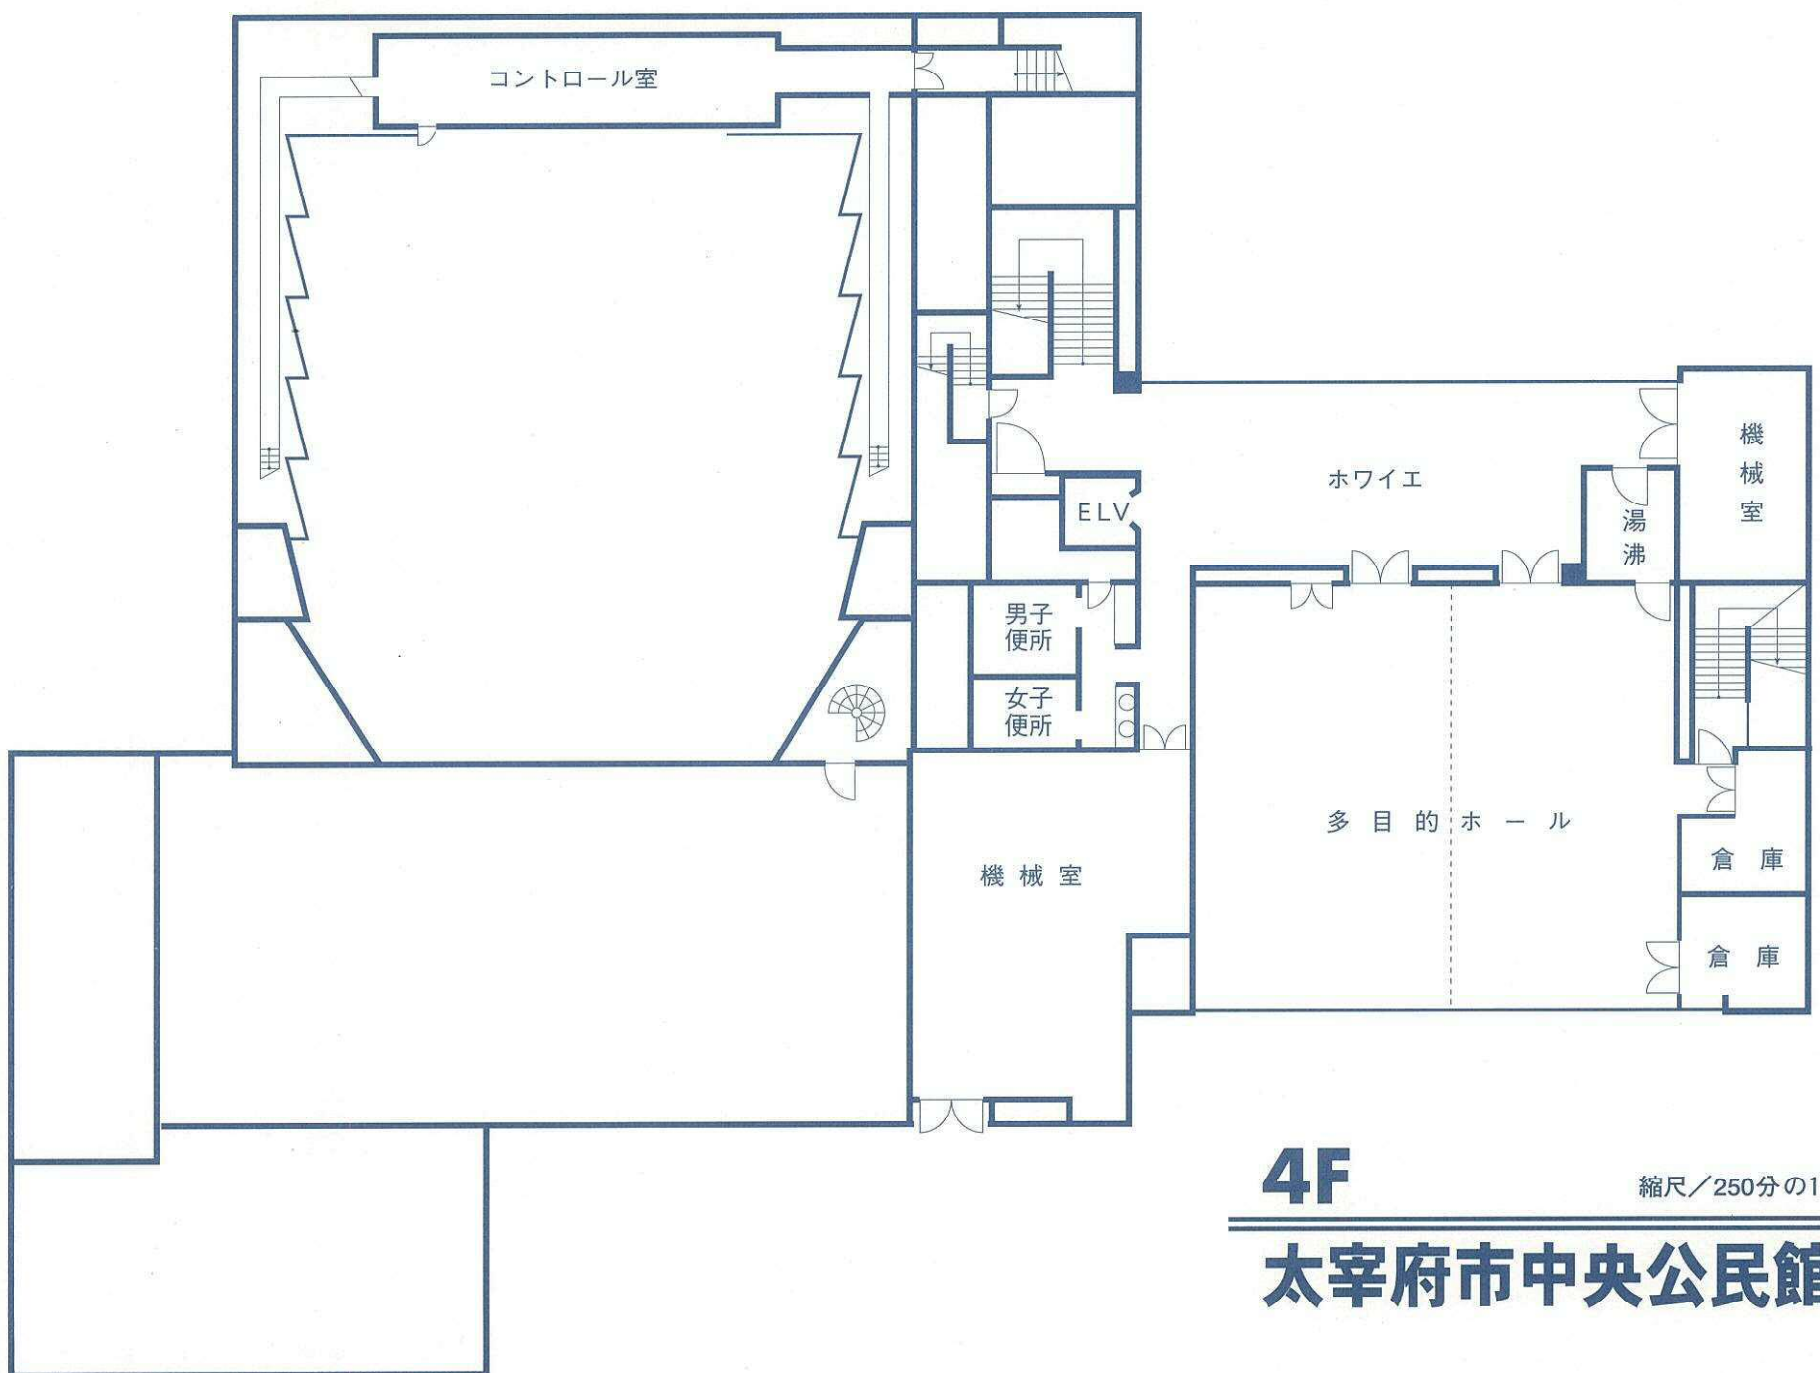 コントロール室
機械室
ホワイエ
ELV
湯沸
男子
便所
女子
便所
多目的ホール
機械室
倉庫
倉庫
4F
縮尺/250分の1
太宰府市中央公民館